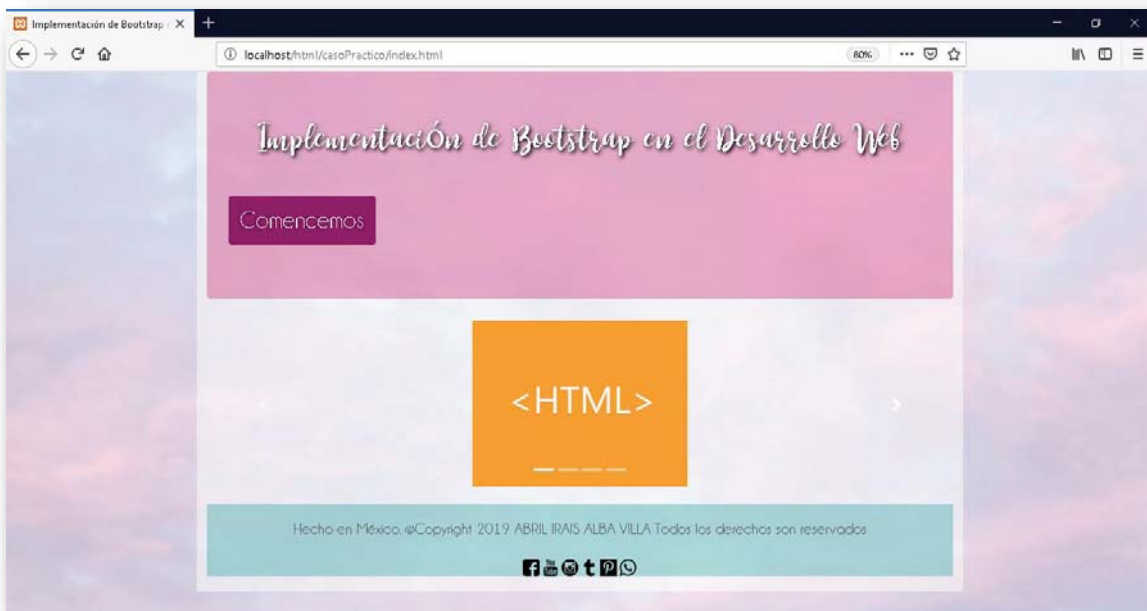 Implementación de Bootstrap
localhost/html/casoPractico/index.html
80%
Implementación de Bootstrap en el Desarrollo Web
Comencemos
<HTML>
Hecho en México. ©Copyright 2019 ABRIL IRAIS ALBA VILLA Todos los derechos son reservados